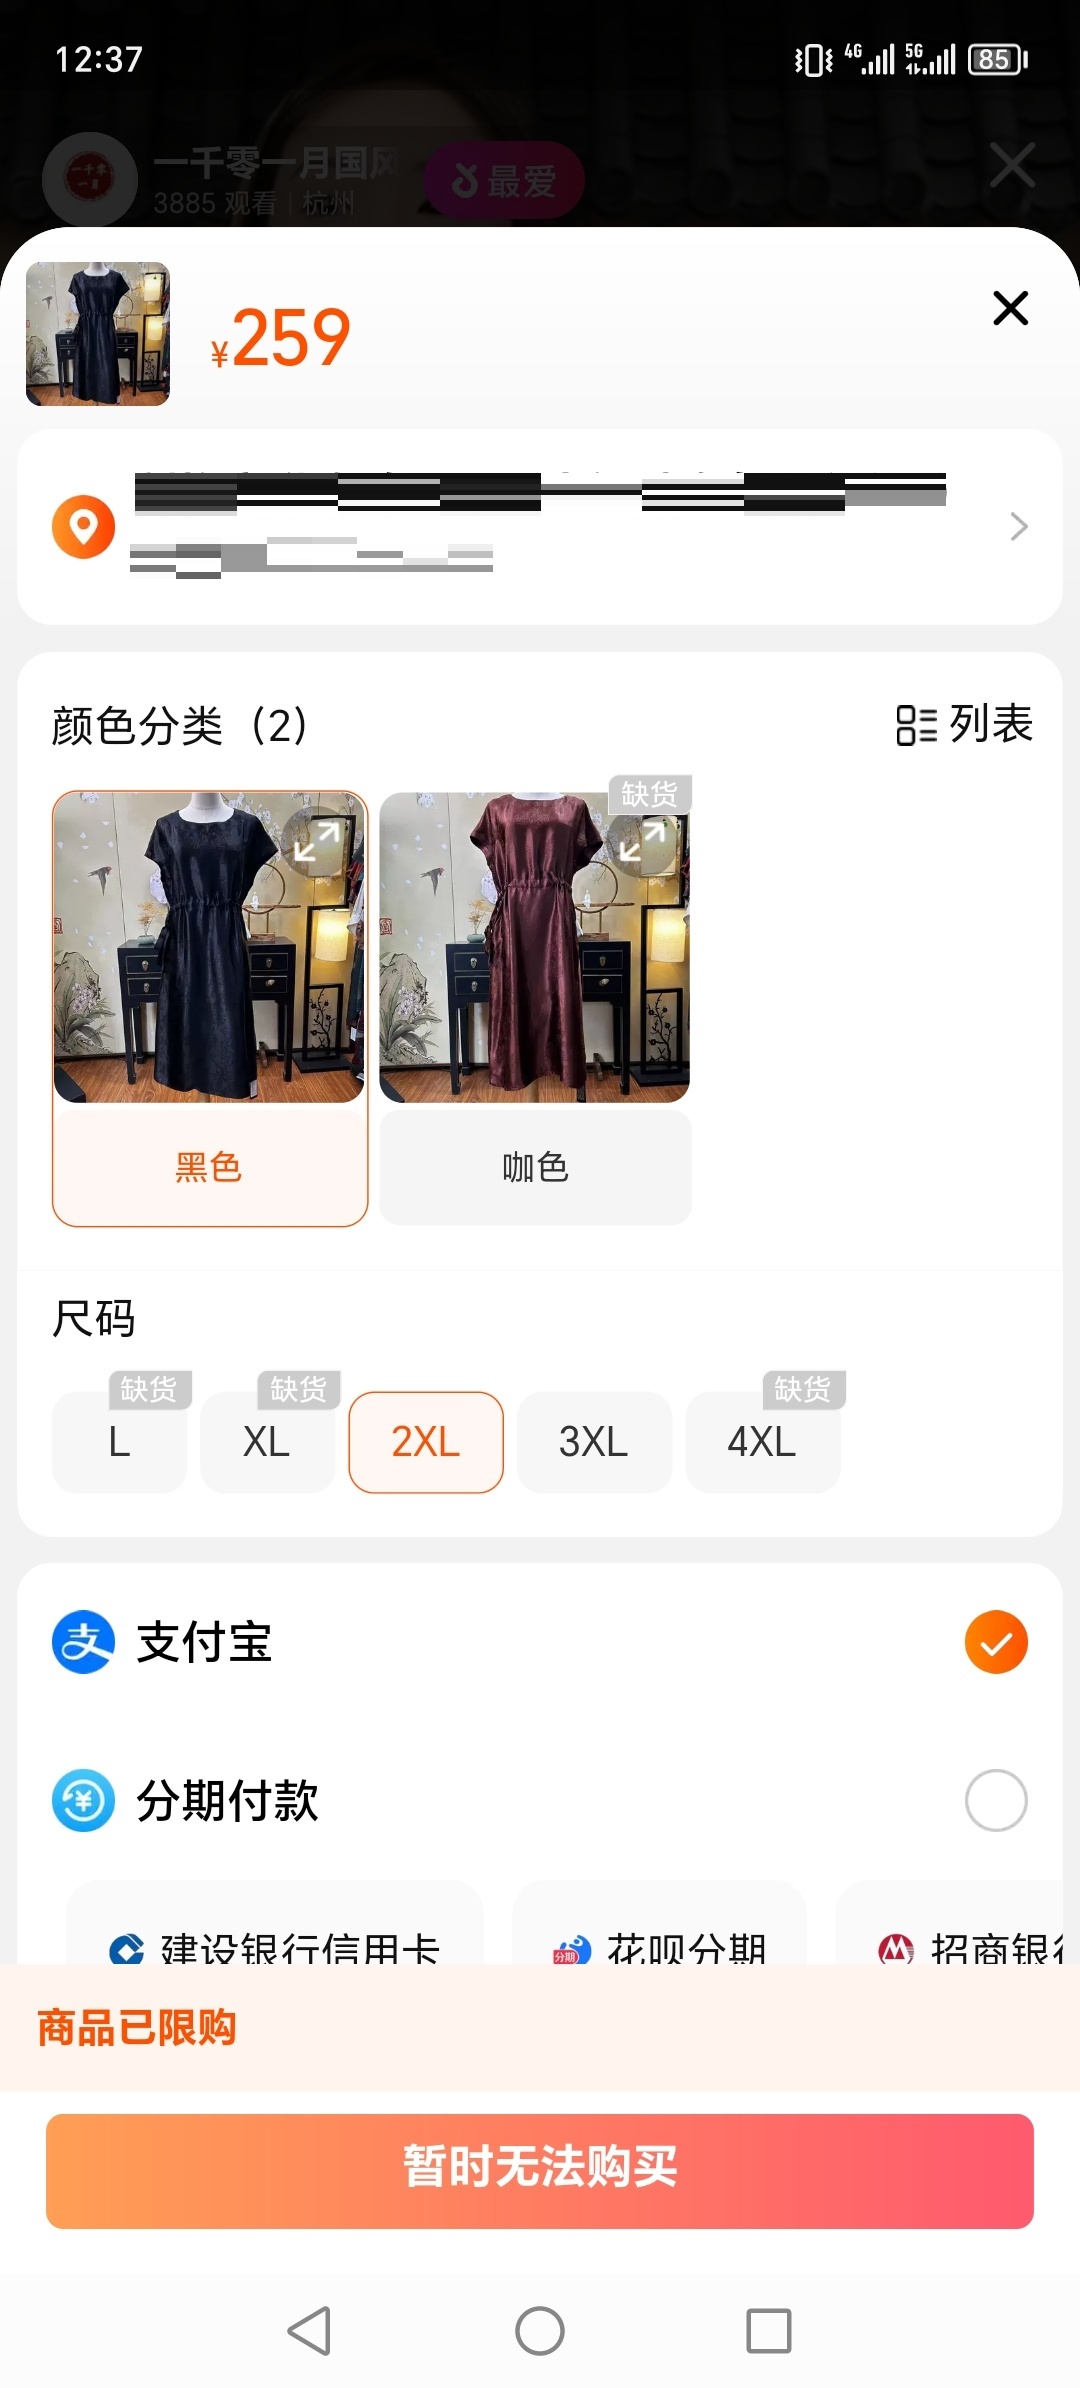 12:37
4G
5G
85
一千零一月国风
3885 观看 | 杭州
最爱
¥259
颜色分类（2）
列表
缺货
黑色
咖色
尺码
缺货
缺货
缺货
L
XL
2XL
3XL
4XL
支付宝
分期付款
建设银行信用卡
花呗分期
招商银行
商品已限购
暂时无法购买